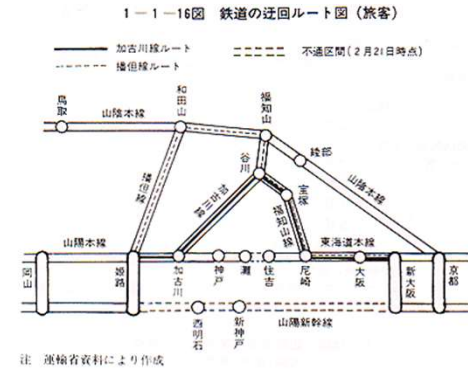 1-1-16図 鉄道の迂回ルート図（旅客）
加古川線ルート
不通区間（2月21日時点）
播但線ルート
鳥取
山陰本線
和田山
福知山
綾部
谷川
宝塚
播但線
加古川線
福知山線
山陰本線
山陽本線
東海道本線
岡山
姫路
加古川
神戸
灘
住吉
尼崎
大阪
新大阪
京都
西明石
新神戸
山陽新幹線
注 運輸省資料により作成